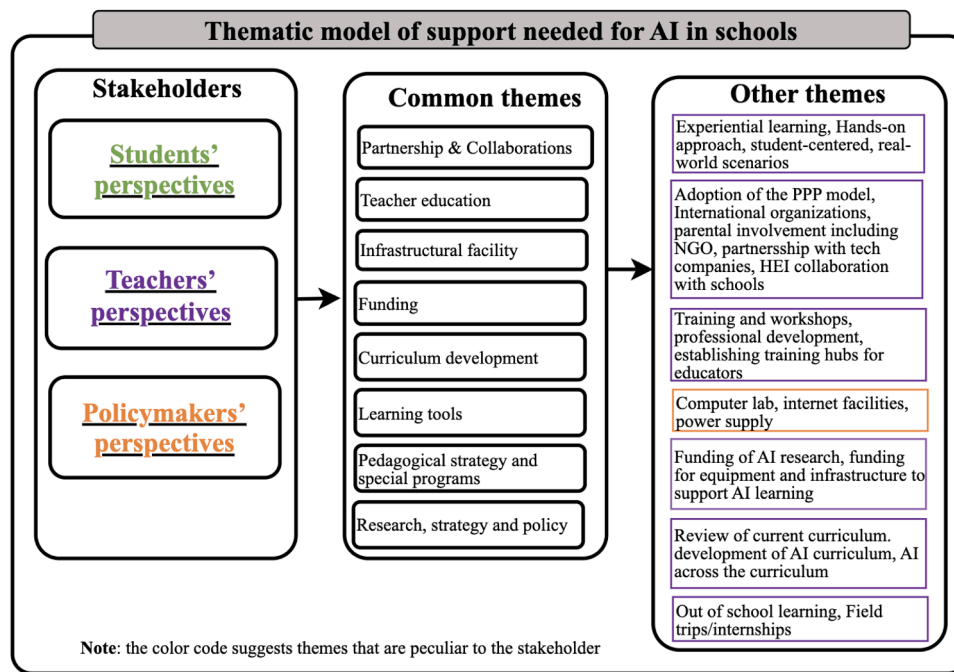 Thematic model of support needed for AI in schools
Stakeholders
Students’
perspectives
Teachers’
perspectives
Policymakers’
perspectives
Common themes
Partnership & Collaborations
Teacher education
Infrastructural facility
Funding
Curriculum development
Learning tools
Pedagogical strategy and
special programs
Research, strategy and policy
Other themes
Experiential learning, Hands-on
approach, student-centered, real-
world scenarios
Adoption of the PPP model,
International organizations,
parental involvement including
NGO, partnersship with tech
companies, HEI collaboration
with schools
Training and workshops,
professional development,
establishing training hubs for
educators
Computer lab, internet facilities,
power supply
Funding of AI research, funding
for equipment and infrastructure to
support AI learning
Review of current curriculum.
development of AI curriculum, AI
across the curriculum
Out of school learning, Field
trips/internships
Note: the color code suggests themes that are peculiar to the stakeholder